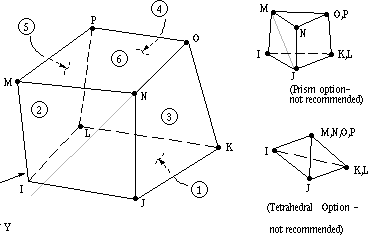 P
④
O
⑤
⑥
M
N
②
③
L
K
I
①
J
Y
M
O,P
N
I
K,L
J
(Prism option-
not recommended)
M,N,O,P
I
J
K,L
(Tetrahedral Option -
not recommended)